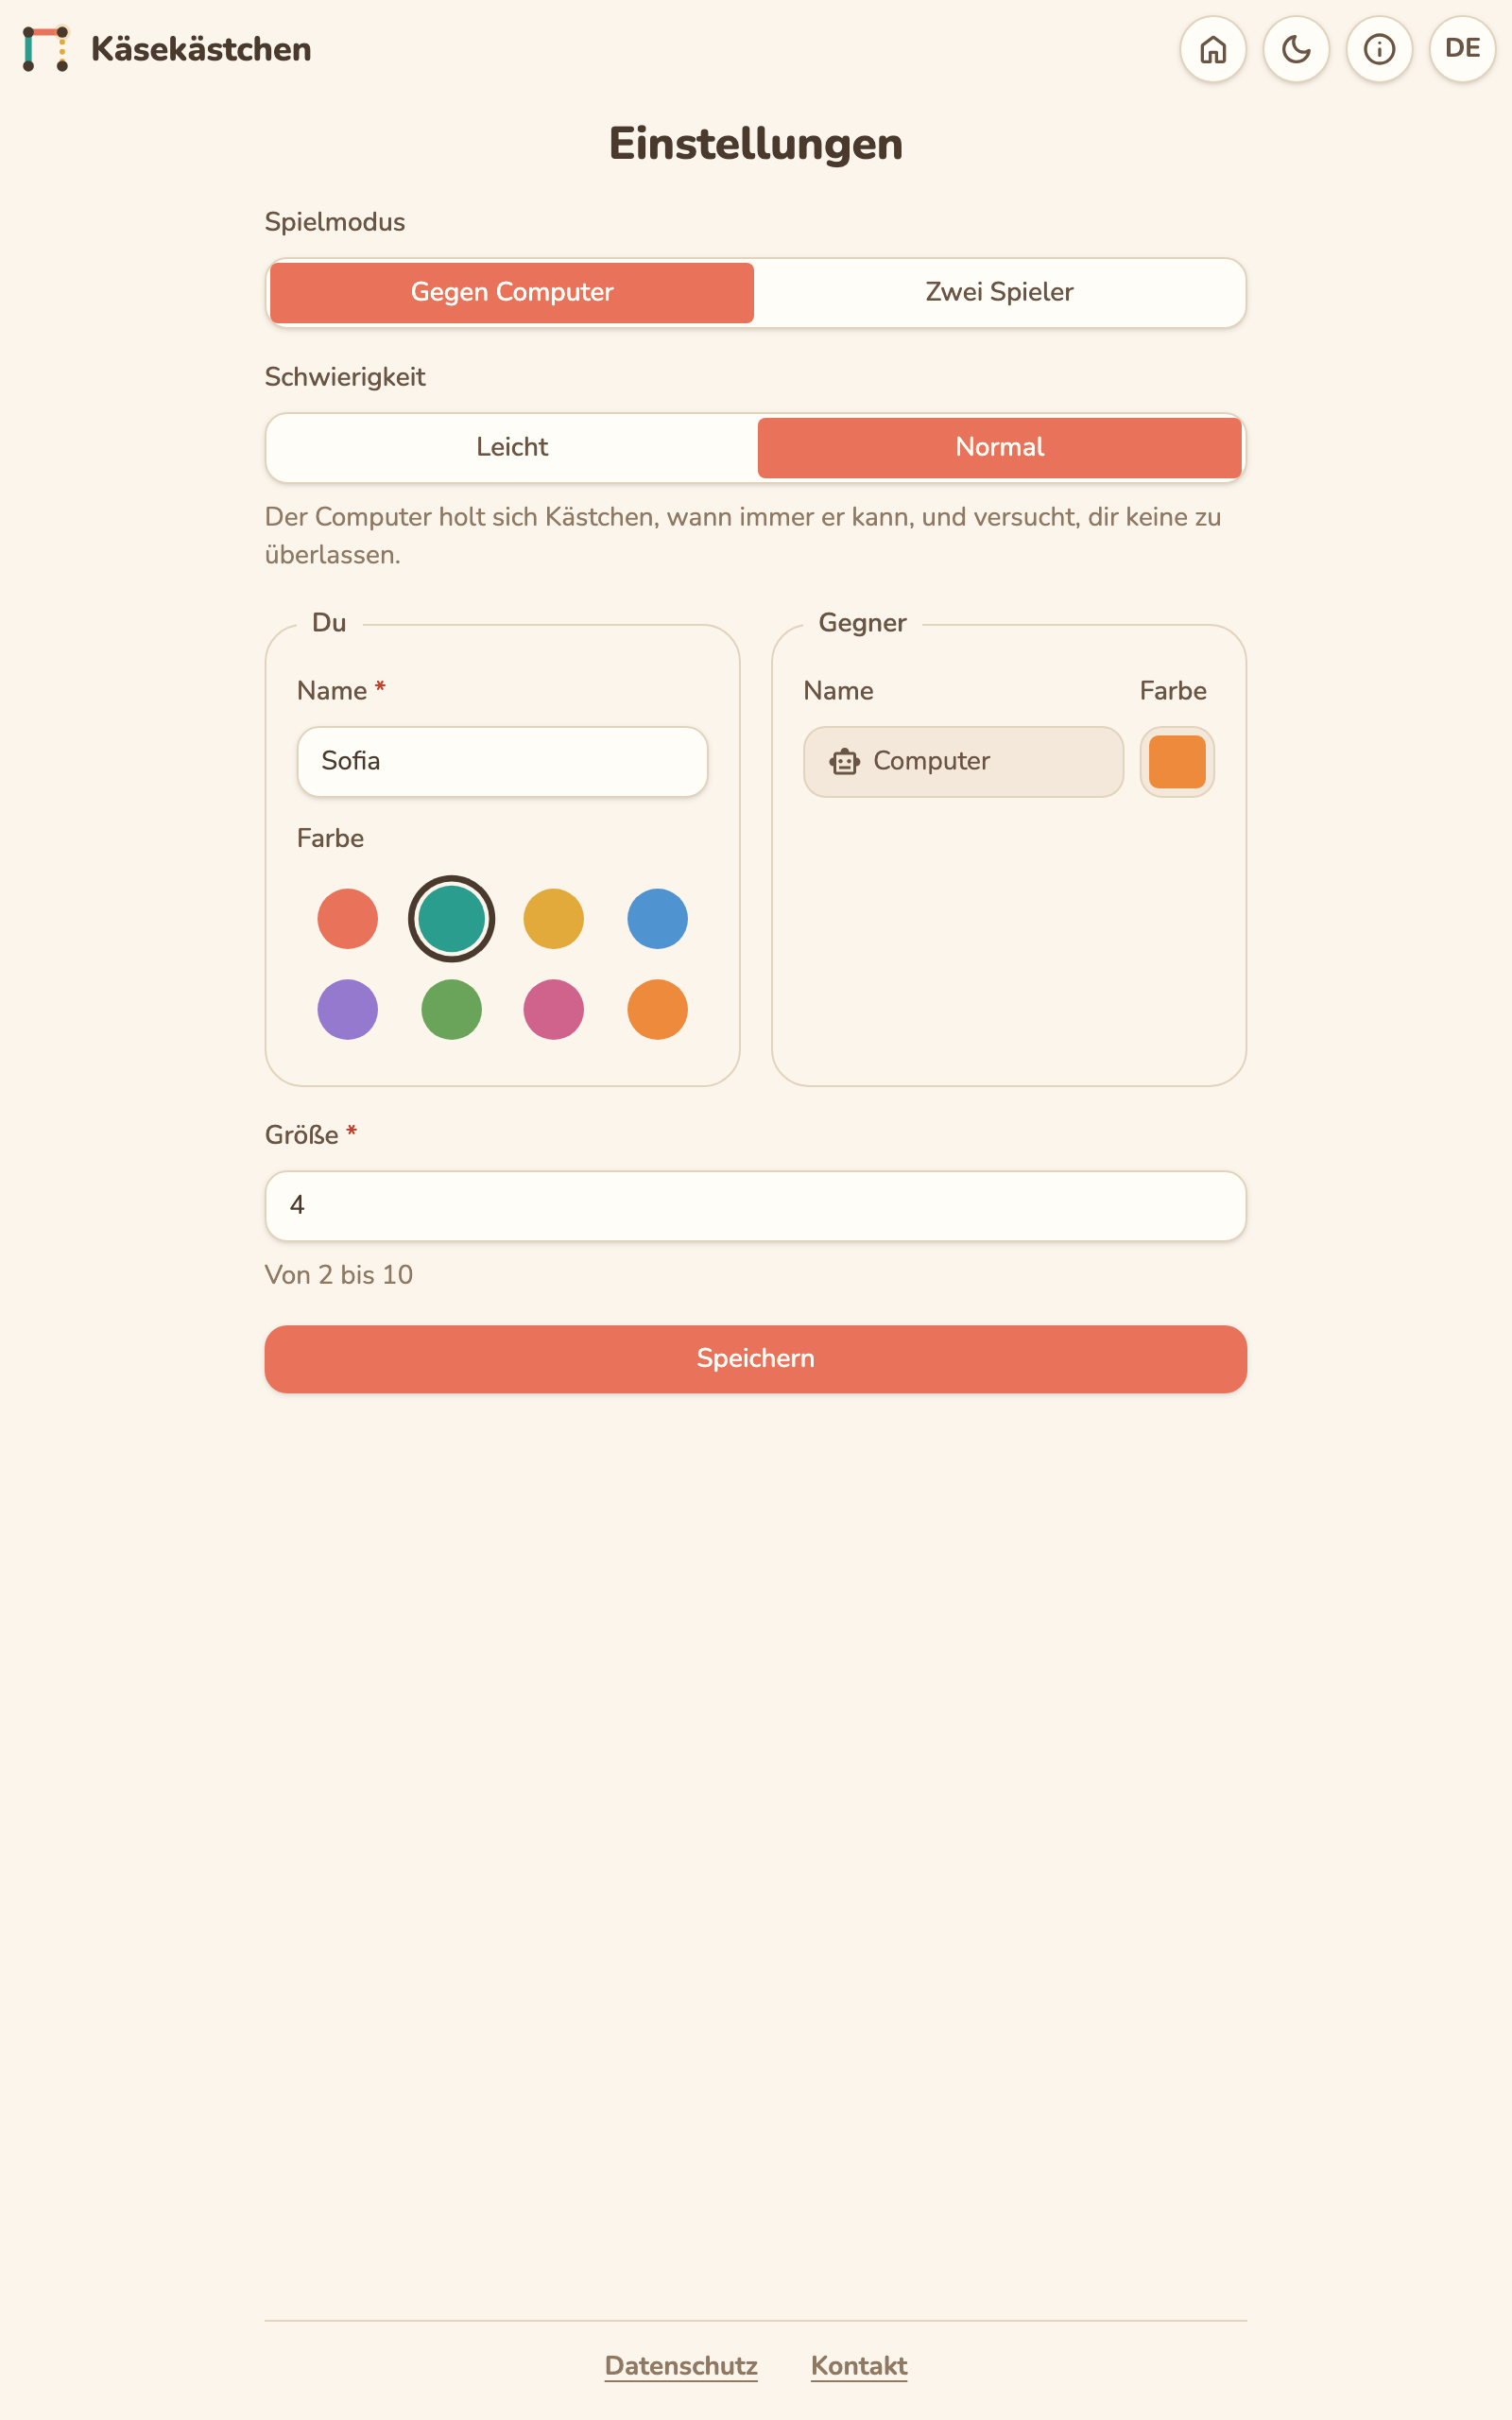 Käsekästchen
DE
Einstellungen
Spielmodus
Gegen Computer
Zwei Spieler
Schwierigkeit
Leicht
Normal
Der Computer holt sich Kästchen, wann immer er kann, und versucht, dir keine zu
überlassen.
Du
Name *
Sofia
Farbe
Gegner
Name
Farbe
Computer
Größe *
4
Von 2 bis 10
Speichern
Datenschutz
Kontakt